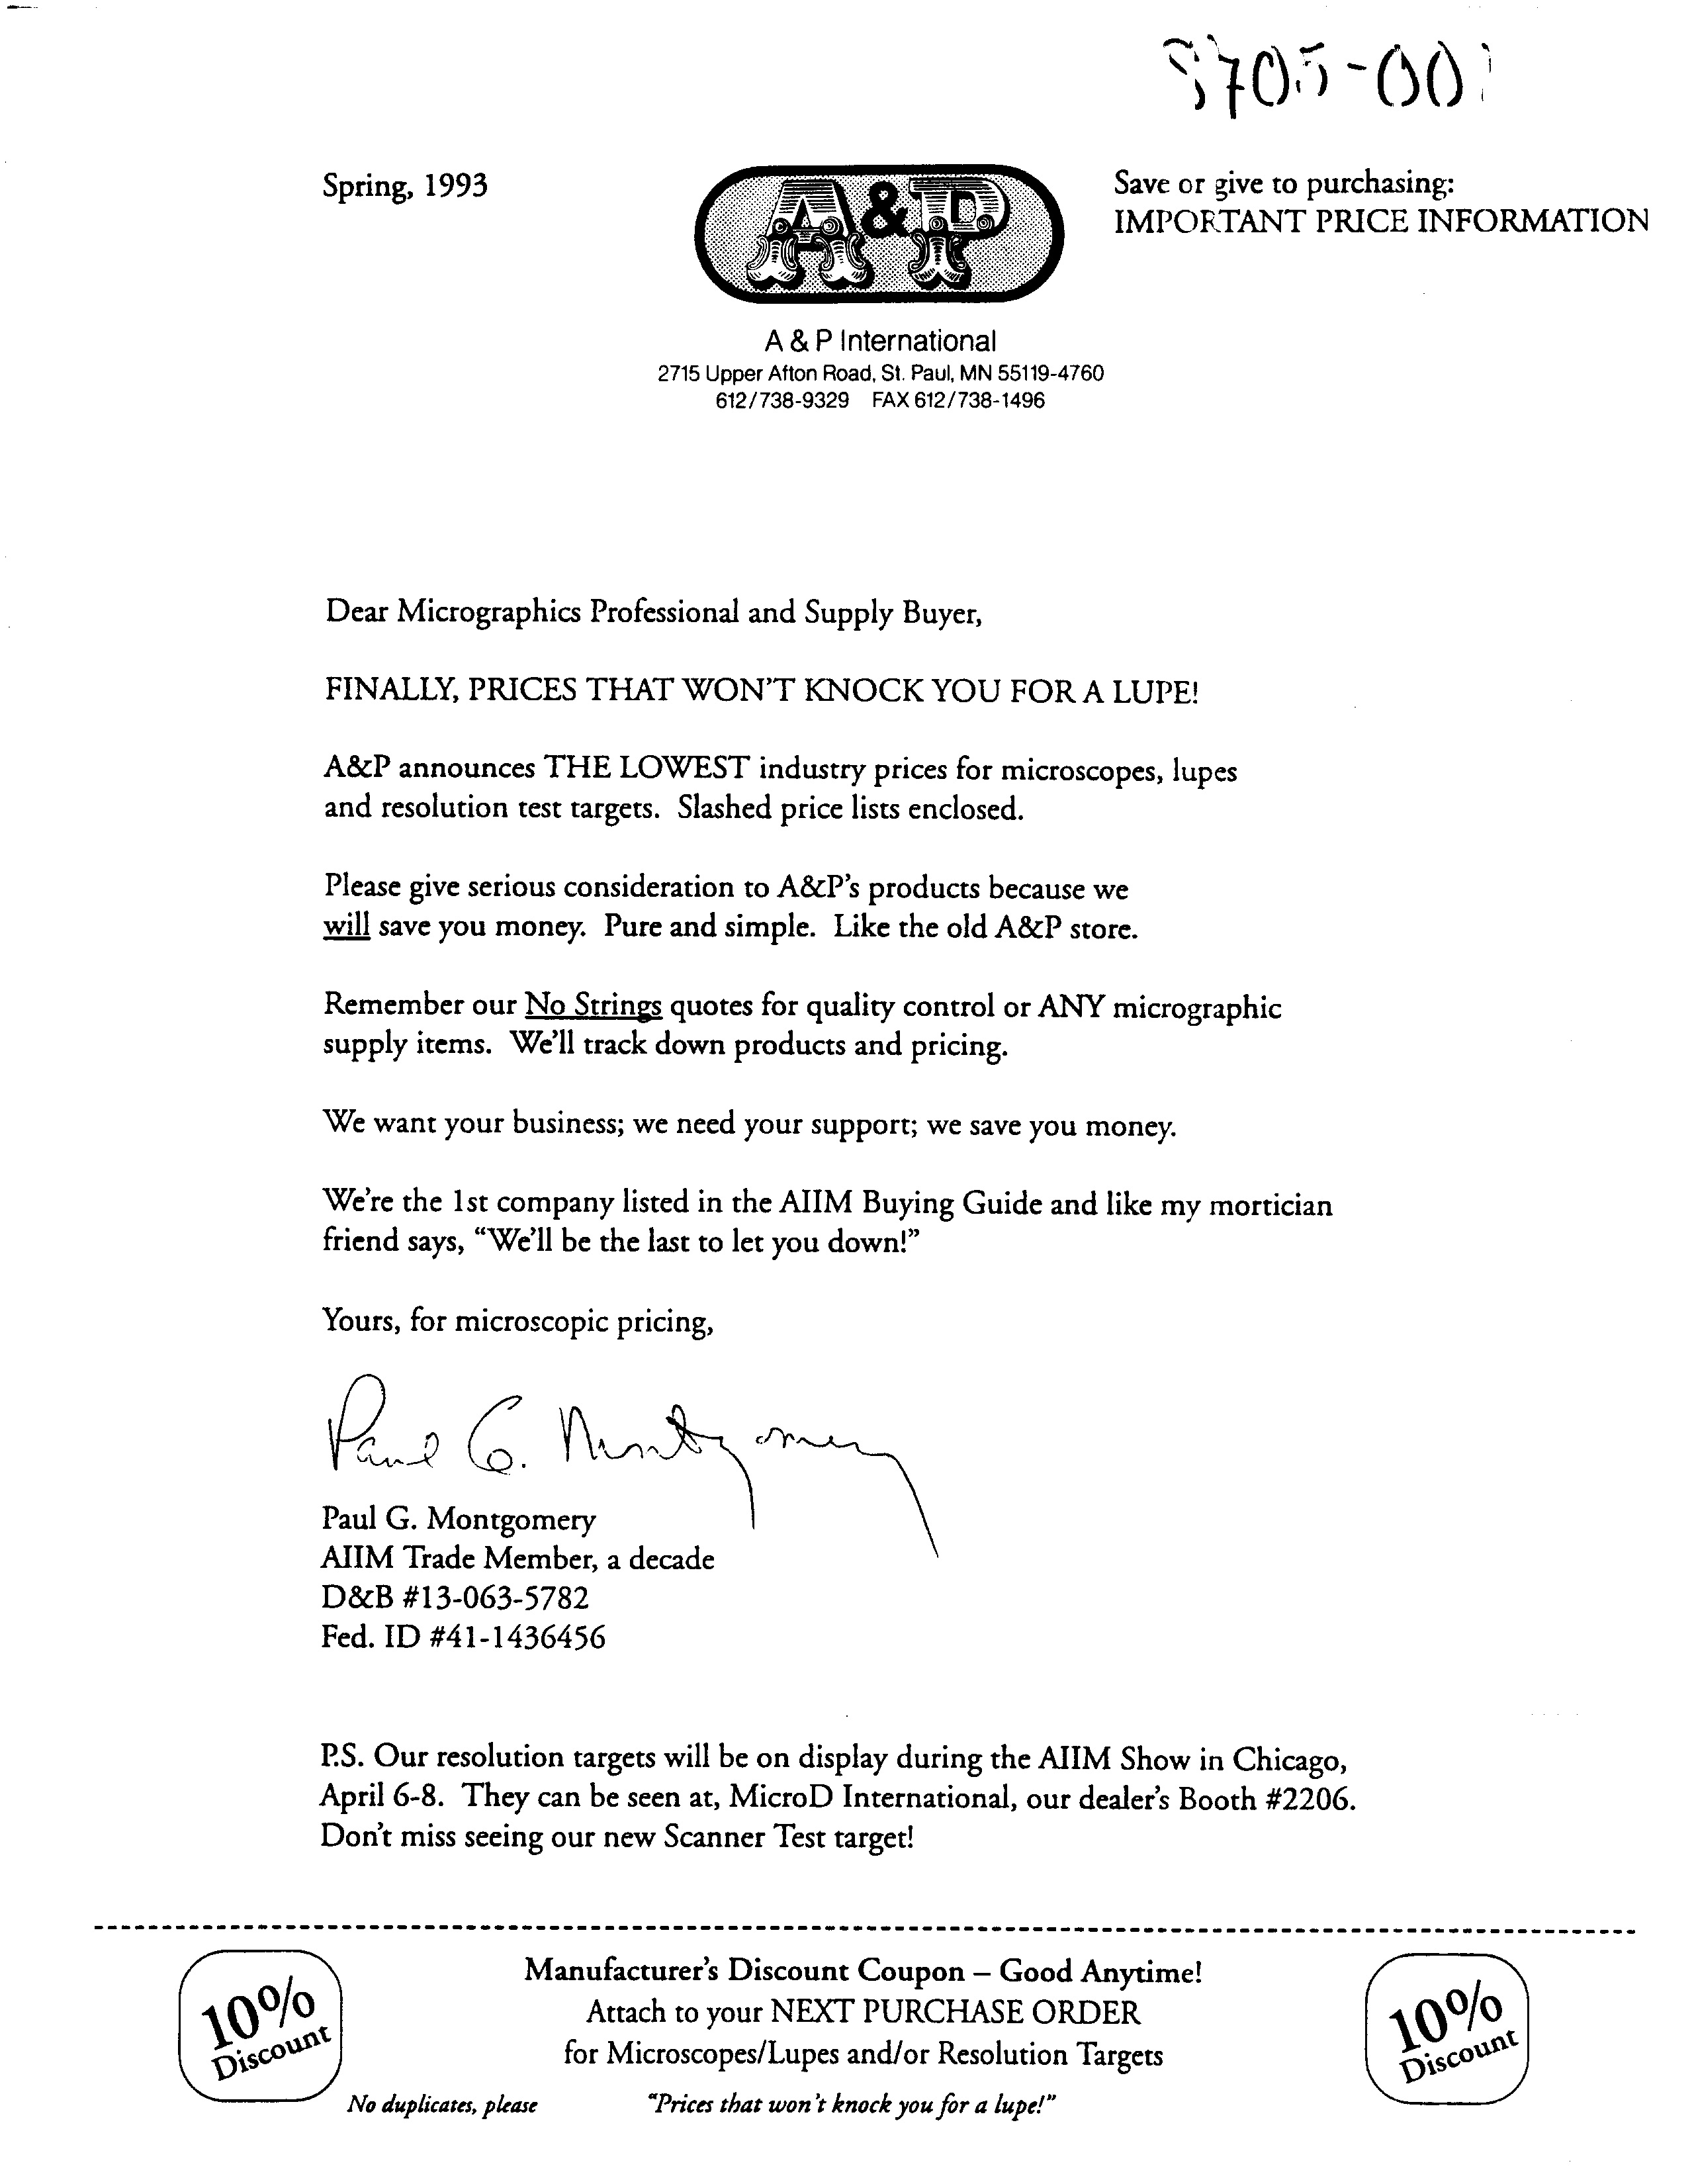 Spring, 1993
A&P
Save or give to purchasing:
IMPORTANT PRICE INFORMATION
A & P International
2715 Upper Afton Road, St. Paul, MN 55119-4760
612/738-9329 FAX 612/738-1496
Dear Micrographics Professional and Supply Buyer,
FINALLY, PRICES THAT WON'T KNOCK YOU FOR A LUPE!
A&P announces THE LOWEST industry prices for microscopes, lupes
and resolution test targets. Slashed price lists enclosed.
Please give serious consideration to A&P's products because we
will save you money. Pure and simple. Like the old A&P store.
Remember our No Strings quotes for quality control or ANY micrographic
supply items. We'll track down products and pricing.
We want your business; we need your support; we save you money.
We're the 1st company listed in the AIIM Buying Guide and like my mortician
friend says, "We'll be the last to let you down!"
Yours, for microscopic pricing,
Paul G. Montgomery
Paul G. Montgomery
AIIM Trade Member, a decade
D&B #13-063-5782
Fed. ID #41-1436456
P.S. Our resolution targets will be on display during the AIIM Show in Chicago,
April 6-8. They can be seen at, MicroD International, our dealer's Booth #2206.
Don't miss seeing our new Scanner Test target!
10%
Discount
Manufacturer's Discount Coupon – Good Anytime!
Attach to your NEXT PURCHASE ORDER
for Microscopes/Lupes and/or Resolution Targets
No duplicates, please
"Prices that won't knock you for a lupe!"
10%
Discount